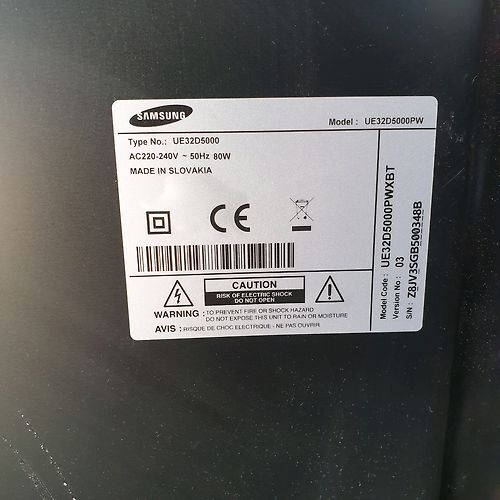 SAMSUNG
Model : UE32D5000PW
Type No.: UE32D5000
AC220-240V ~ 50Hz 80W
MADE IN SLOVAKIA
CE
CAUTION
RISK OF ELECTRIC SHOCK
DO NOT OPEN
WARNING : TO PREVENT FIRE OR SHOCK HAZARD
DO NOT EXPOSE THIS UNIT TO RAIN OR MOISTURE
AVIS : RISQUE DE CHOC ELECTRIQUE - NE PAS OUVRIR
Model Code : UE32D5000PWXBT
Version No : 03
S/N : Z8JV3SGB500348B